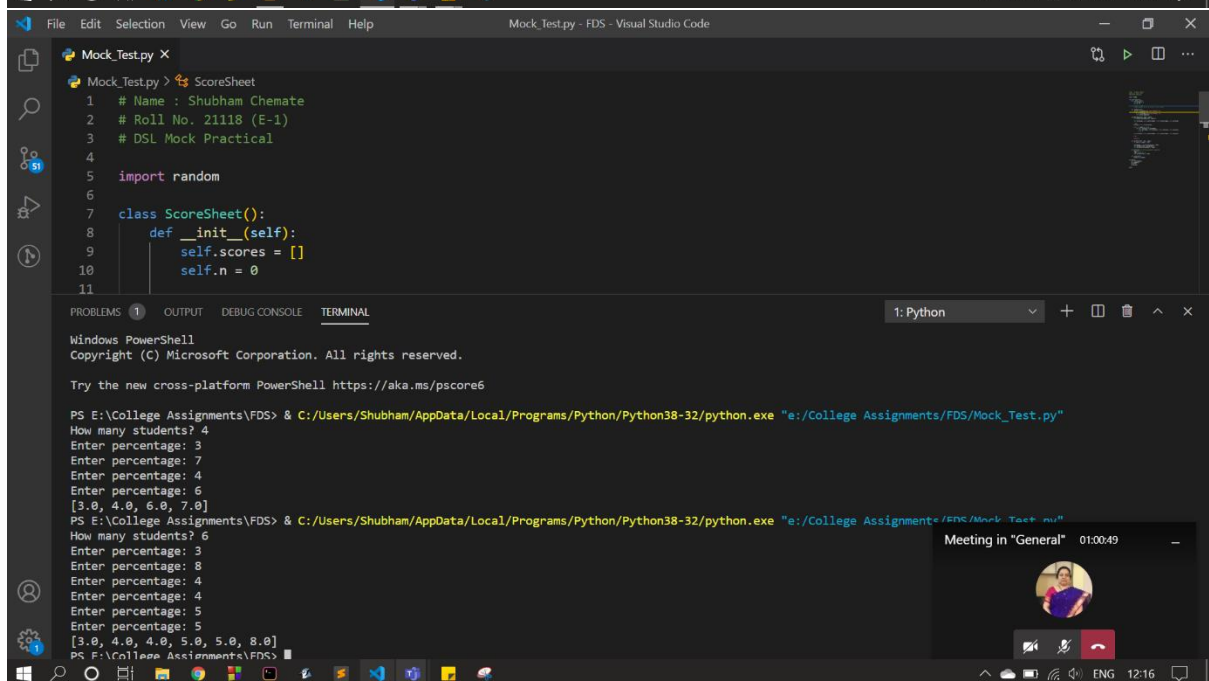 File Edit Selection View Go Run Terminal Help Mock_Test.py - FDS - Visual Studio Code
Mock_Test.py
Mock_Test.py > ScoreSheet
1 # Name : Shubham Chemate
2 # Roll No. 21118 (E-1)
3 # DSL Mock Practical
4
5 import random
6
7 class ScoreSheet():
8 def __init__(self):
9 self.scores = []
10 self.n = 0
11
51
PROBLEMS 1 OUTPUT DEBUG CONSOLE TERMINAL 1: Python
Windows PowerShell
Copyright (C) Microsoft Corporation. All rights reserved.
Try the new cross-platform PowerShell https://aka.ms/pscore6
PS E:\College Assignments\FDS> & C:/Users/Shubham/AppData/Local/Programs/Python/Python38-32/python.exe "e:/College Assignments/FDS/Mock_Test.py"
How many students? 4
Enter percentage: 3
Enter percentage: 7
Enter percentage: 4
Enter percentage: 6
[3.0, 4.0, 6.0, 7.0]
PS E:\College Assignments\FDS> & C:/Users/Shubham/AppData/Local/Programs/Python/Python38-32/python.exe "e:/College Assignments/FDS/Mock_Test.py"
How many students? 6
Enter percentage: 3
Enter percentage: 8
Enter percentage: 4
Enter percentage: 4
Enter percentage: 5
Enter percentage: 5
[3.0, 4.0, 4.0, 5.0, 5.0, 8.0]
PS E:\College Assignments\FDS>
Meeting in "General" 01:00:49
1
ENG 12:16